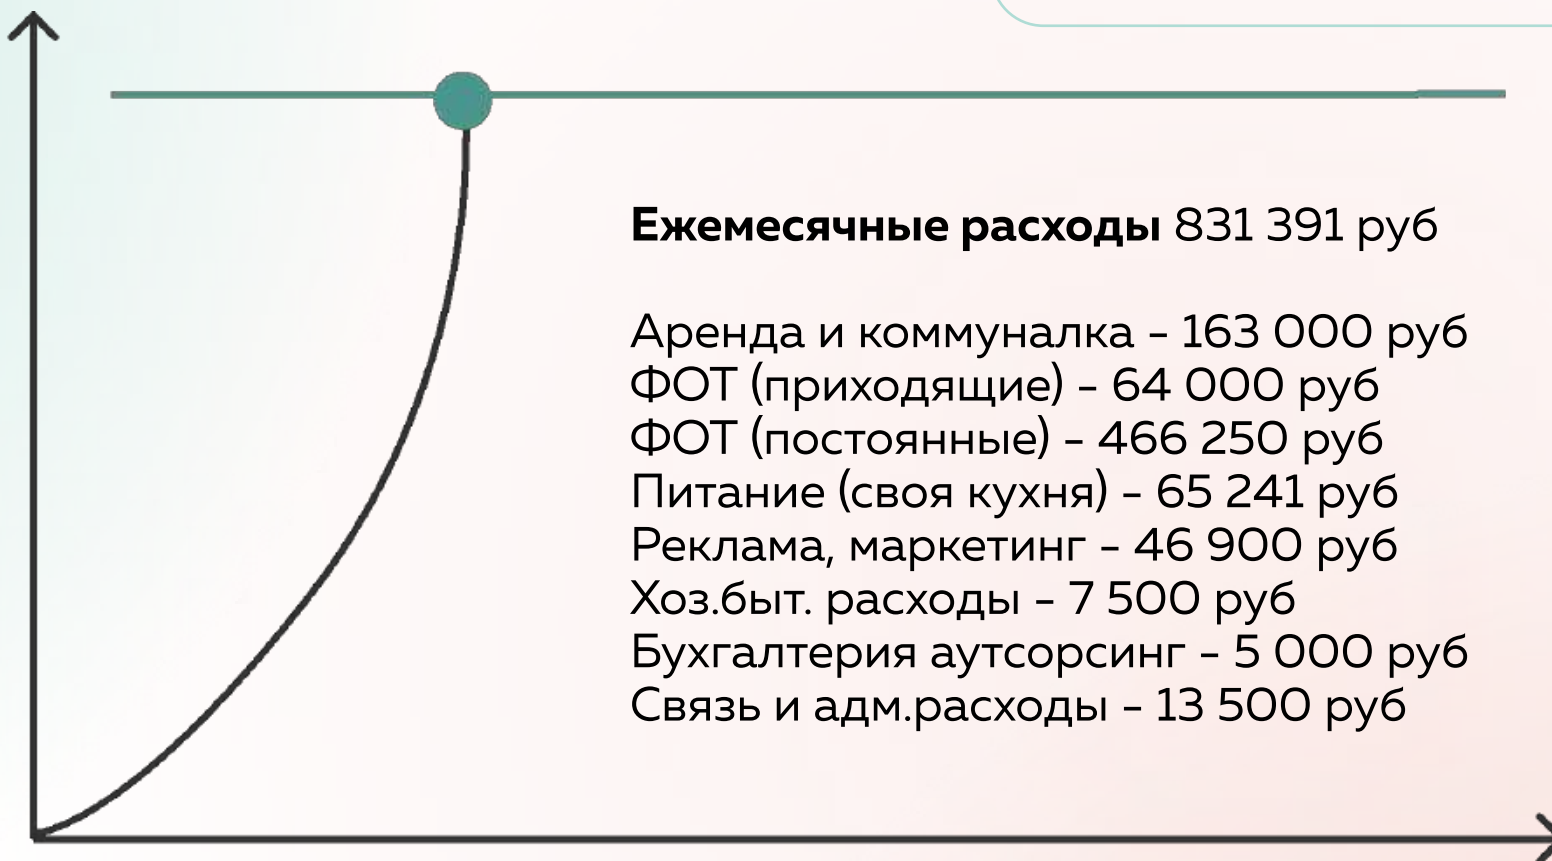 Ежемесячные расходы 831 391 руб
Аренда и коммуналка – 163 000 руб
ФОТ (приходящие) – 64 000 руб
ФОТ (постоянные) – 466 250 руб
Питание (своя кухня) – 65 241 руб
Реклама, маркетинг – 46 900 руб
Хоз.быт. расходы – 7 500 руб
Бухгалтерия аутсорсинг – 5 000 руб
Связь и адм.расходы – 13 500 руб